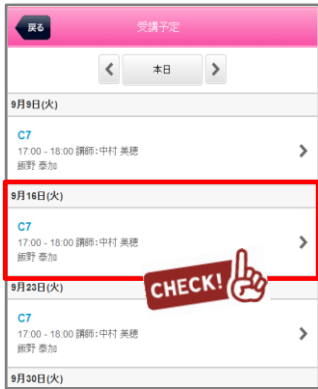 戻る
受講予定
本日
9月9日(火)
C7
17:00 - 18:00 講師:中村 美穂
飯野 泰加
9月16日(火)
C7
17:00 - 18:00 講師:中村 美穂
飯野 泰加
CHECK!
9月23日(火)
C7
17:00 - 18:00 講師:中村 美穂
飯野 泰加
9月30日(火)